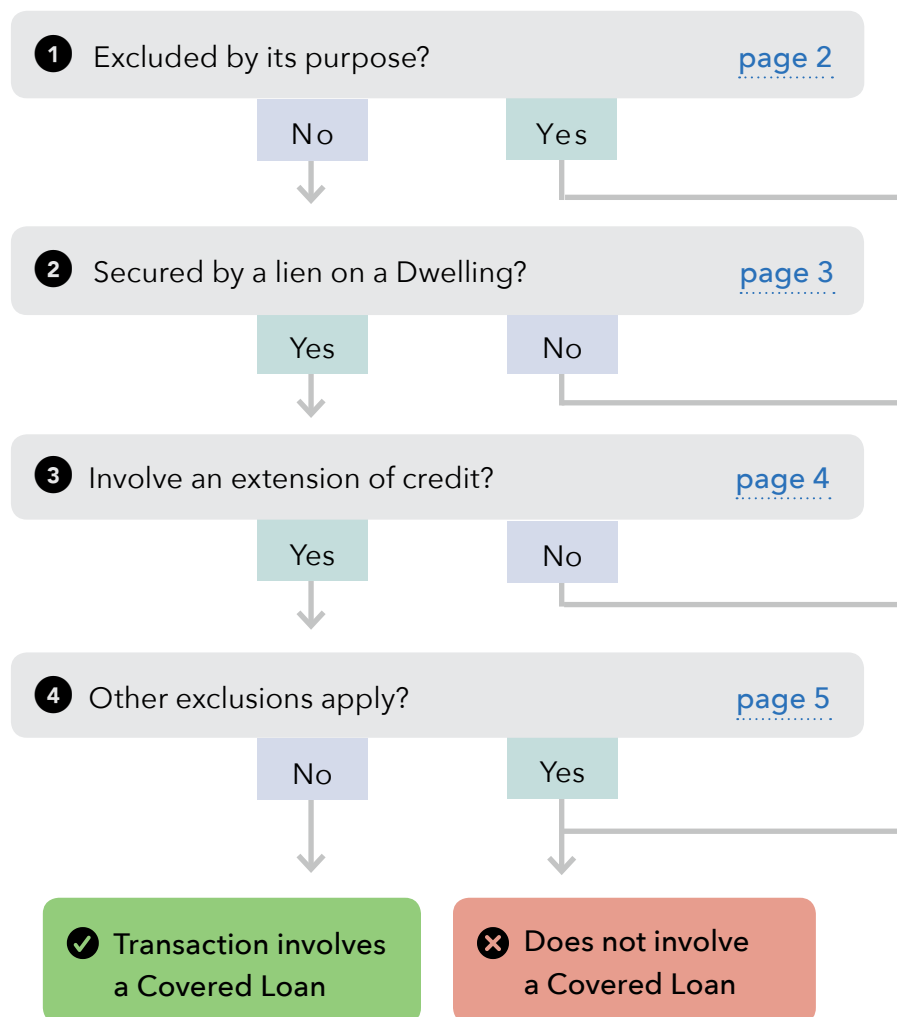 1 Excluded by its purpose? page 2
No Yes
2 Secured by a lien on a Dwelling? page 3
Yes No
3 Involve an extension of credit? page 4
Yes No
4 Other exclusions apply? page 5
No Yes
Transaction involves
a Covered Loan
Does not involve
a Covered Loan